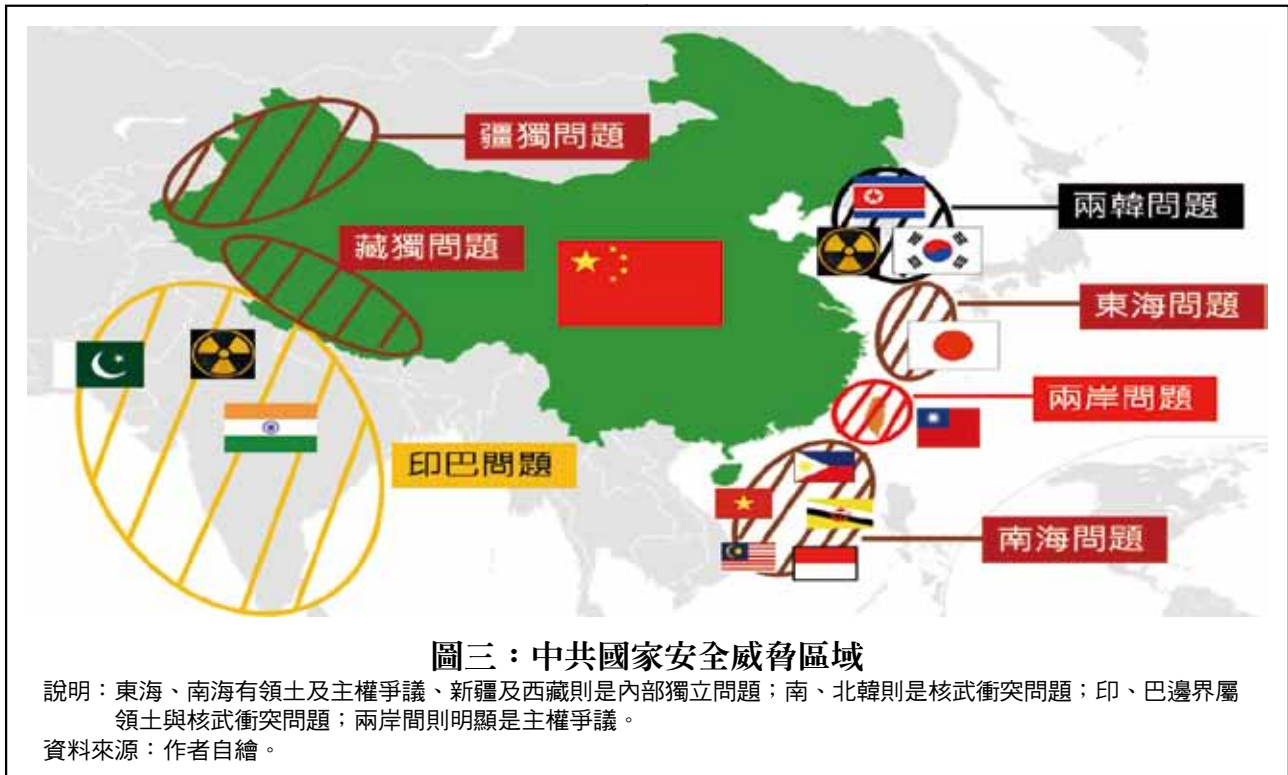 疆獨問題
兩韓問題
藏獨問題
東海問題
兩岸問題
印巴問題
南海問題
圖三：中共國家安全威脅區域
說明：東海、南海有領土及主權爭議、新疆及西藏則是內部獨立問題；南、北韓則是核武衝突問題；印、巴邊界屬
領土與核武衝突問題；兩岸間則明顯是主權爭議。
資料來源：作者自繪。